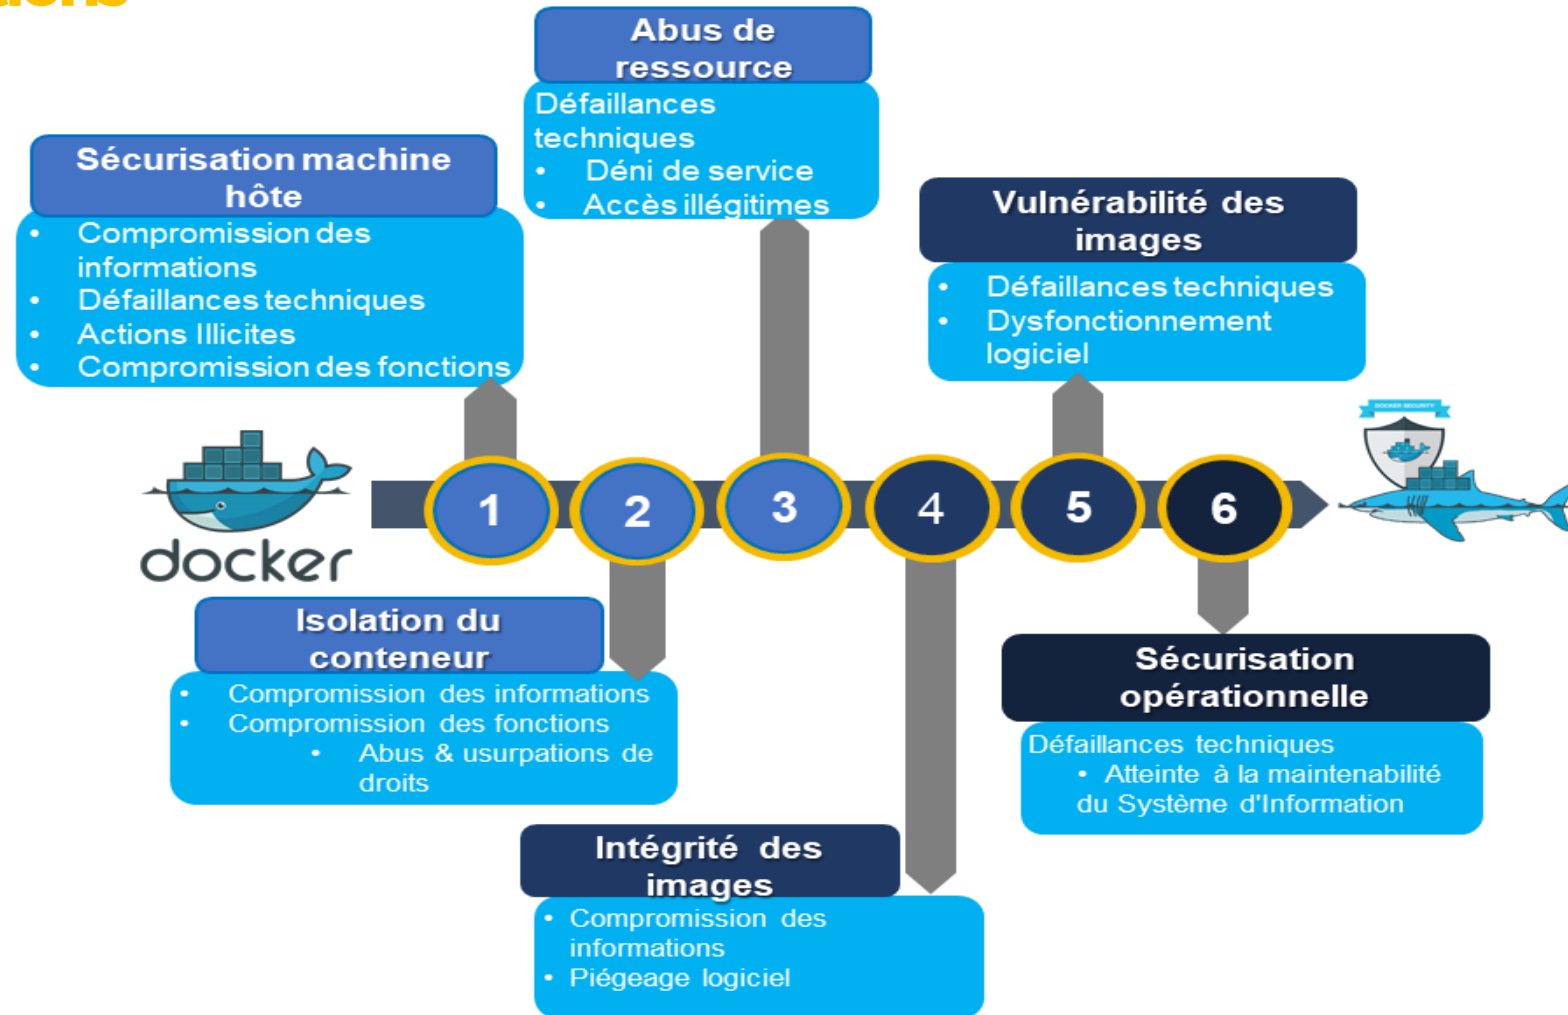 Abus de
ressource
Défaillances
techniques
• Déni de service
• Accès illégitimes
Sécurisation machine
hôte
• Compromission des
informations
• Défaillances techniques
• Actions Illicites
• Compromission des fonctions
Vulnérabilité des
images
• Défaillances techniques
• Dysfonctionnement
logiciel
DOCKER SECURITY
docker
1
2
3
4
5
6
Isolation du
conteneur
• Compromission des informations
• Compromission des fonctions
• Abus & usurpations de
droits
Sécurisation
opérationnelle
Défaillances techniques
• Atteinte à la maintenabilité
du Système d'Information
Intégrité des
images
• Compromission des
informations
• Piégeage logiciel